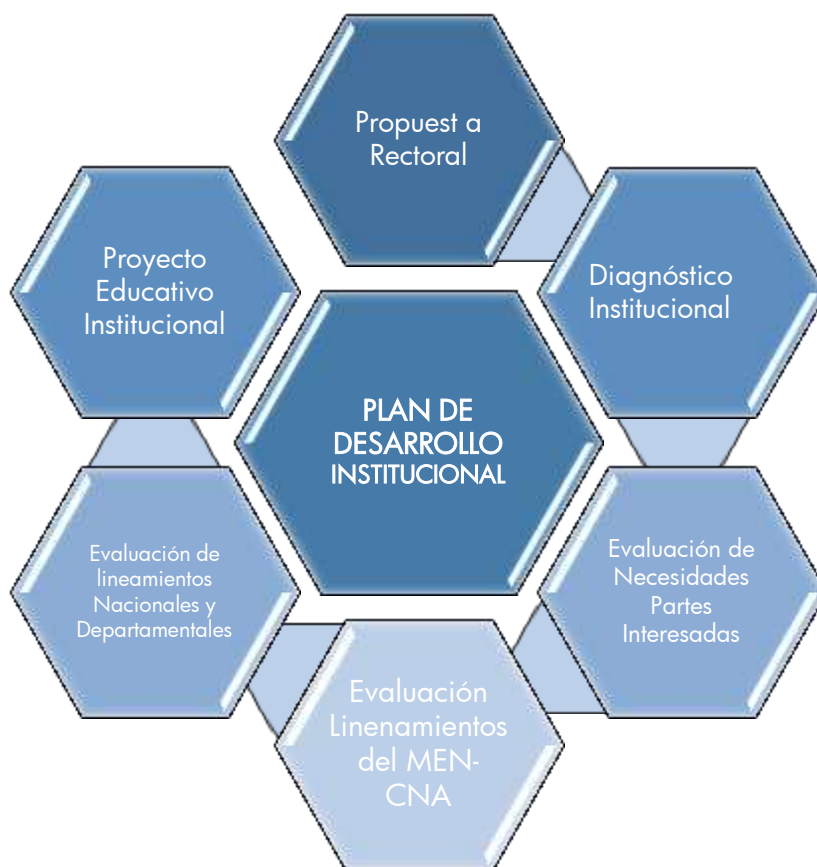 Propuest a
Rectoral
Proyecto
Educativo
Institucional
Diagnóstico
Institucional
PLAN DE
DESARROLLO
INSTITUCIONAL
Evaluación de
lineamientos
Nacionales y
Departamentales
Evaluación de
Necesidades
Partes
Interesadas
Evaluación
Linenamientos
del MEN-
CNA